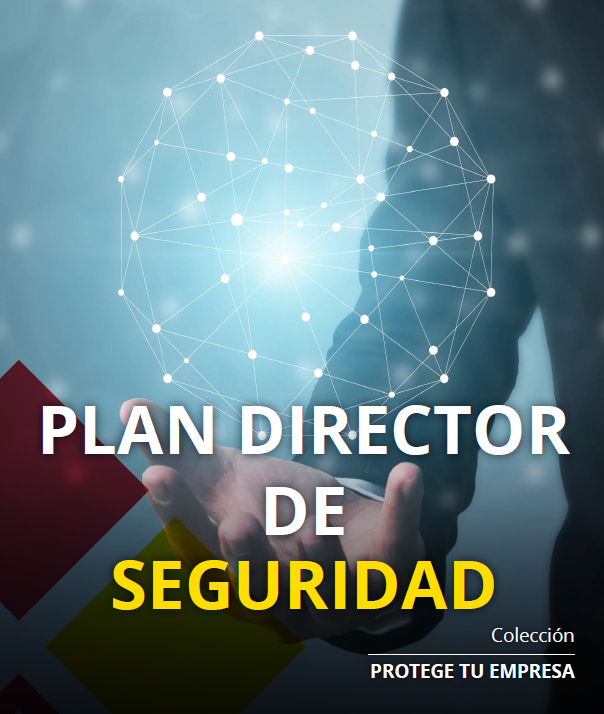 PLAN DIRECTOR
DE
SEGURIDAD
Colección
PROTEGE TU EMPRESA